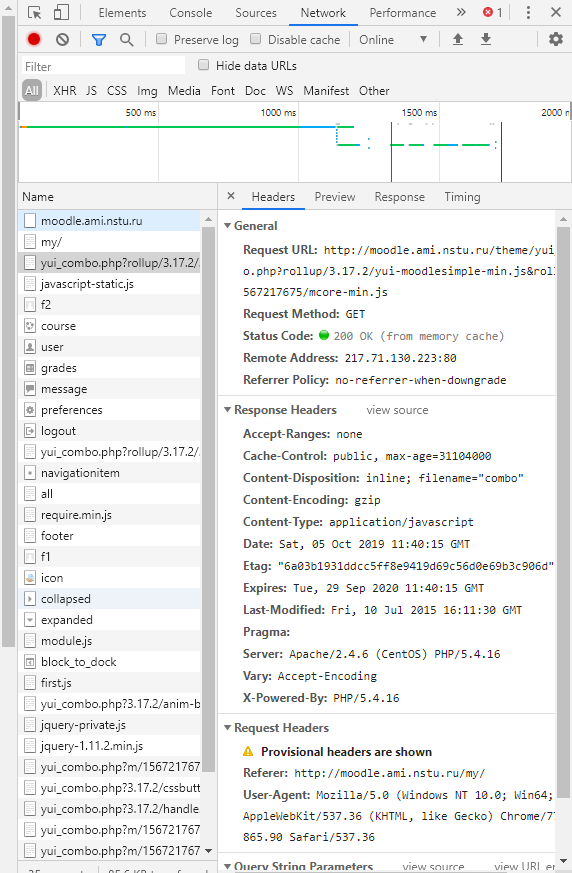 Elements Console Sources Network Performance » 1
Preserve log Disable cache Online
Filter Hide data URLs
All XHR JS CSS Img Media Font Doc WS Manifest Other
500 ms 1000 ms 1500 ms 2000 m
Name
moodle.ami.nstu.ru
my/
yui_combo.php?rollup/3.17.2/
javascript-static.js
f2
course
user
grades
message
preferences
logout
yui_combo.php?rollup/3.17.2/
navigationitem
all
require.min.js
footer
f1
icon
collapsed
expanded
module.js
block_to_dock
first.js
yui_combo.php?3.17.2/anim-b
jquery-private.js
jquery-1.11.2.min.js
yui_combo.php?m/156721767
yui_combo.php?3.17.2/cssbutt
yui_combo.php?3.17.2/handle
yui_combo.php?m/156721767
yui_combo.php?m/156721767
× Headers Preview Response Timing
General
Request URL: http://moodle.ami.nstu.ru/theme/yui
o.php?rollup/3.17.2/yui-moodlesimple-min.js&rol
567217675/mcore-min.js
Request Method: GET
Status Code: 200 OK (from memory cache)
Remote Address: 217.71.130.223:80
Referrer Policy: no-referrer-when-downgrade
Response Headers view source
Accept-Ranges: none
Cache-Control: public, max-age=31104000
Content-Disposition: inline; filename="combo"
Content-Encoding: gzip
Content-Type: application/javascript
Date: Sat, 05 Oct 2019 11:40:15 GMT
Etag: "6a03b1931ddcc5ff8e9419d69c56d0e69b3c906d"
Expires: Tue, 29 Sep 2020 11:40:15 GMT
Last-Modified: Fri, 10 Jul 2015 16:11:30 GMT
Pragma:
Server: Apache/2.4.6 (CentOS) PHP/5.4.16
Vary: Accept-Encoding
X-Powered-By: PHP/5.4.16
Request Headers
Provisional headers are shown
Referer: http://moodle.ami.nstu.ru/my/
User-Agent: Mozilla/5.0 (Windows NT 10.0; Win64;
AppleWebKit/537.36 (KHTML, like Gecko) Chrome/77
865.90 Safari/537.36
Query String Parameters view source view URL en